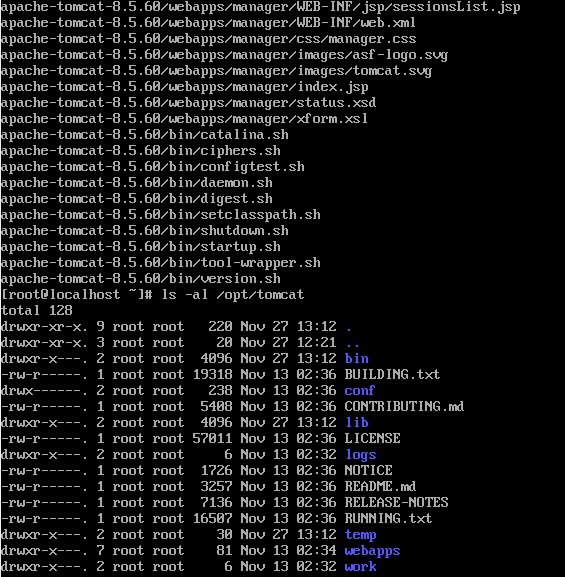 apache-tomcat-8.5.60/webapps/manager/WEB-INF/jsp/sessionsList.jsp
apache-tomcat-8.5.60/webapps/manager/WEB-INF/web.xml
apache-tomcat-8.5.60/webapps/manager/css/manager.css
apache-tomcat-8.5.60/webapps/manager/images/asf-logo.svg
apache-tomcat-8.5.60/webapps/manager/images/tomcat.svg
apache-tomcat-8.5.60/webapps/manager/index.jsp
apache-tomcat-8.5.60/webapps/manager/status.xsd
apache-tomcat-8.5.60/webapps/manager/xform.xsl
apache-tomcat-8.5.60/bin/catalina.sh
apache-tomcat-8.5.60/bin/ciphers.sh
apache-tomcat-8.5.60/bin/configtest.sh
apache-tomcat-8.5.60/bin/daemon.sh
apache-tomcat-8.5.60/bin/digest.sh
apache-tomcat-8.5.60/bin/setclasspath.sh
apache-tomcat-8.5.60/bin/shutdown.sh
apache-tomcat-8.5.60/bin/startup.sh
apache-tomcat-8.5.60/bin/tool-wrapper.sh
apache-tomcat-8.5.60/bin/version.sh
[root@localhost ~]# ls -al /opt/tomcat
total 128
drwxr-xr-x. 9 root root   220 Nov 27 13:12 .
drwxr-xr-x. 3 root root    20 Nov 27 12:21 ..
drwxr-x---. 2 root root  4096 Nov 27 13:12 bin
-rw-r-----. 1 root root 19318 Nov 13 02:36 BUILDING.txt
drwx------. 2 root root   238 Nov 13 02:36 conf
-rw-r-----. 1 root root  5408 Nov 13 02:36 CONTRIBUTING.md
drwxr-x---. 2 root root  4096 Nov 27 13:12 lib
-rw-r-----. 1 root root 57011 Nov 13 02:36 LICENSE
drwxr-x---. 2 root root     6 Nov 13 02:32 logs
-rw-r-----. 1 root root  1726 Nov 13 02:36 NOTICE
-rw-r-----. 1 root root  3257 Nov 13 02:36 README.md
-rw-r-----. 1 root root  7136 Nov 13 02:36 RELEASE-NOTES
-rw-r-----. 1 root root 16507 Nov 13 02:36 RUNNING.txt
drwxr-x---. 2 root root    30 Nov 27 13:12 temp
drwxr-x---. 7 root root    81 Nov 13 02:34 webapps
drwxr-x---. 2 root root     6 Nov 13 02:32 work